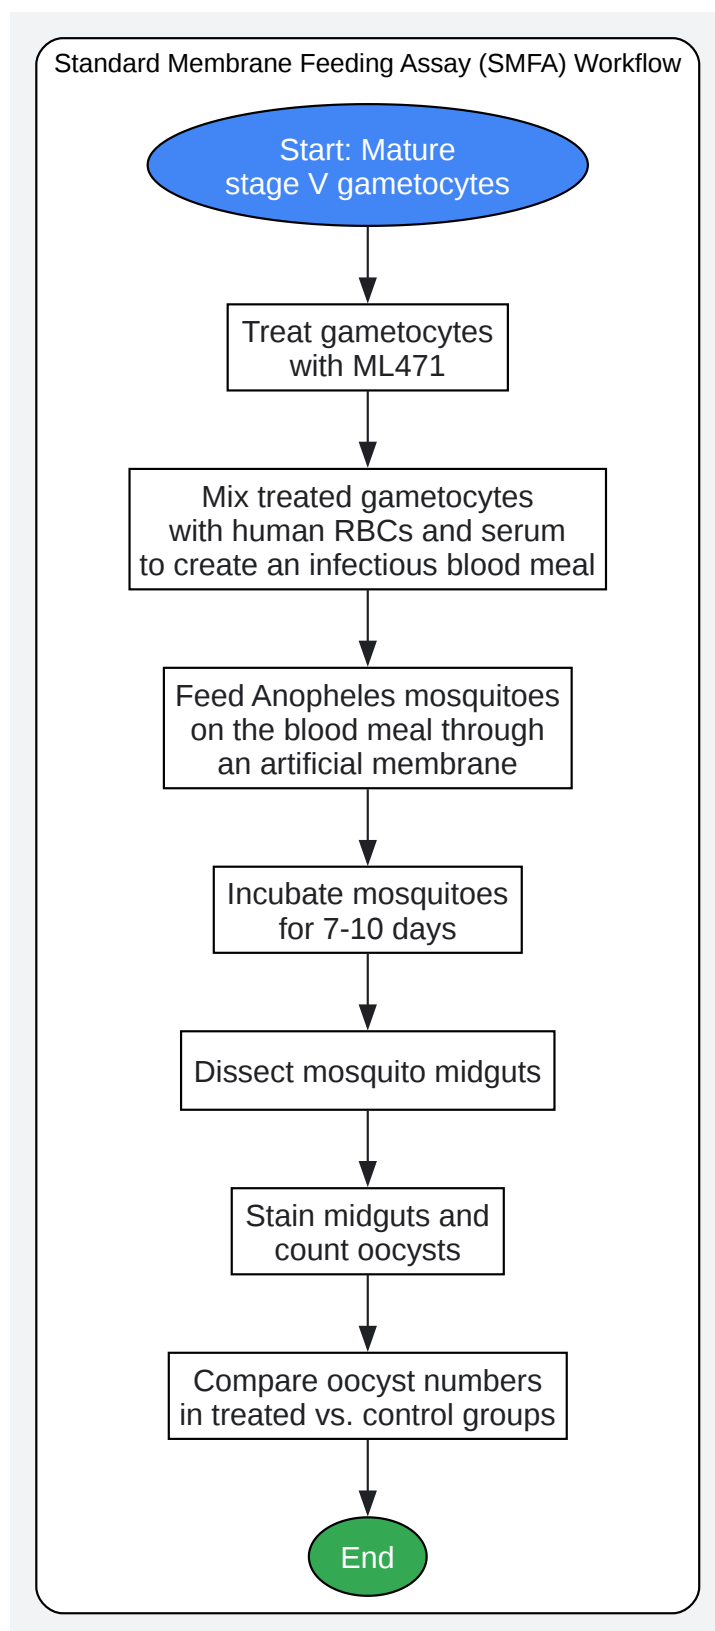 Standard Membrane Feeding Assay (SMFA) Workflow
Start: Mature
stage V gametocytes
Treat gametocytes
with ML471
Mix treated gametocytes
with human RBCs and serum
to create an infectious blood meal
Feed Anopheles mosquitoes
on the blood meal through
an artificial membrane
Incubate mosquitoes
for 7-10 days
Dissect mosquito midguts
Stain midguts and
count oocysts
Compare oocyst numbers
in treated vs. control groups
End